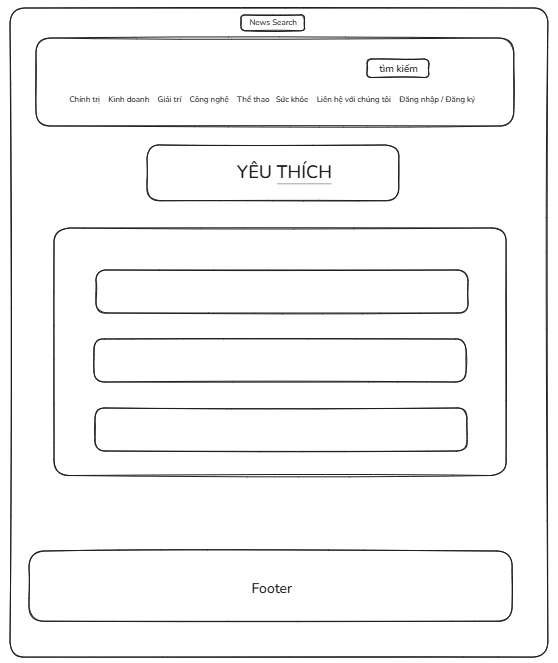 News Search
tìm kiếm
Chính trị Kinh doanh Giải trí Công nghệ Thể thao Sức khỏe Liên hệ với chúng tôi Đăng nhập / Đăng ký
YÊU THÍCH
Footer